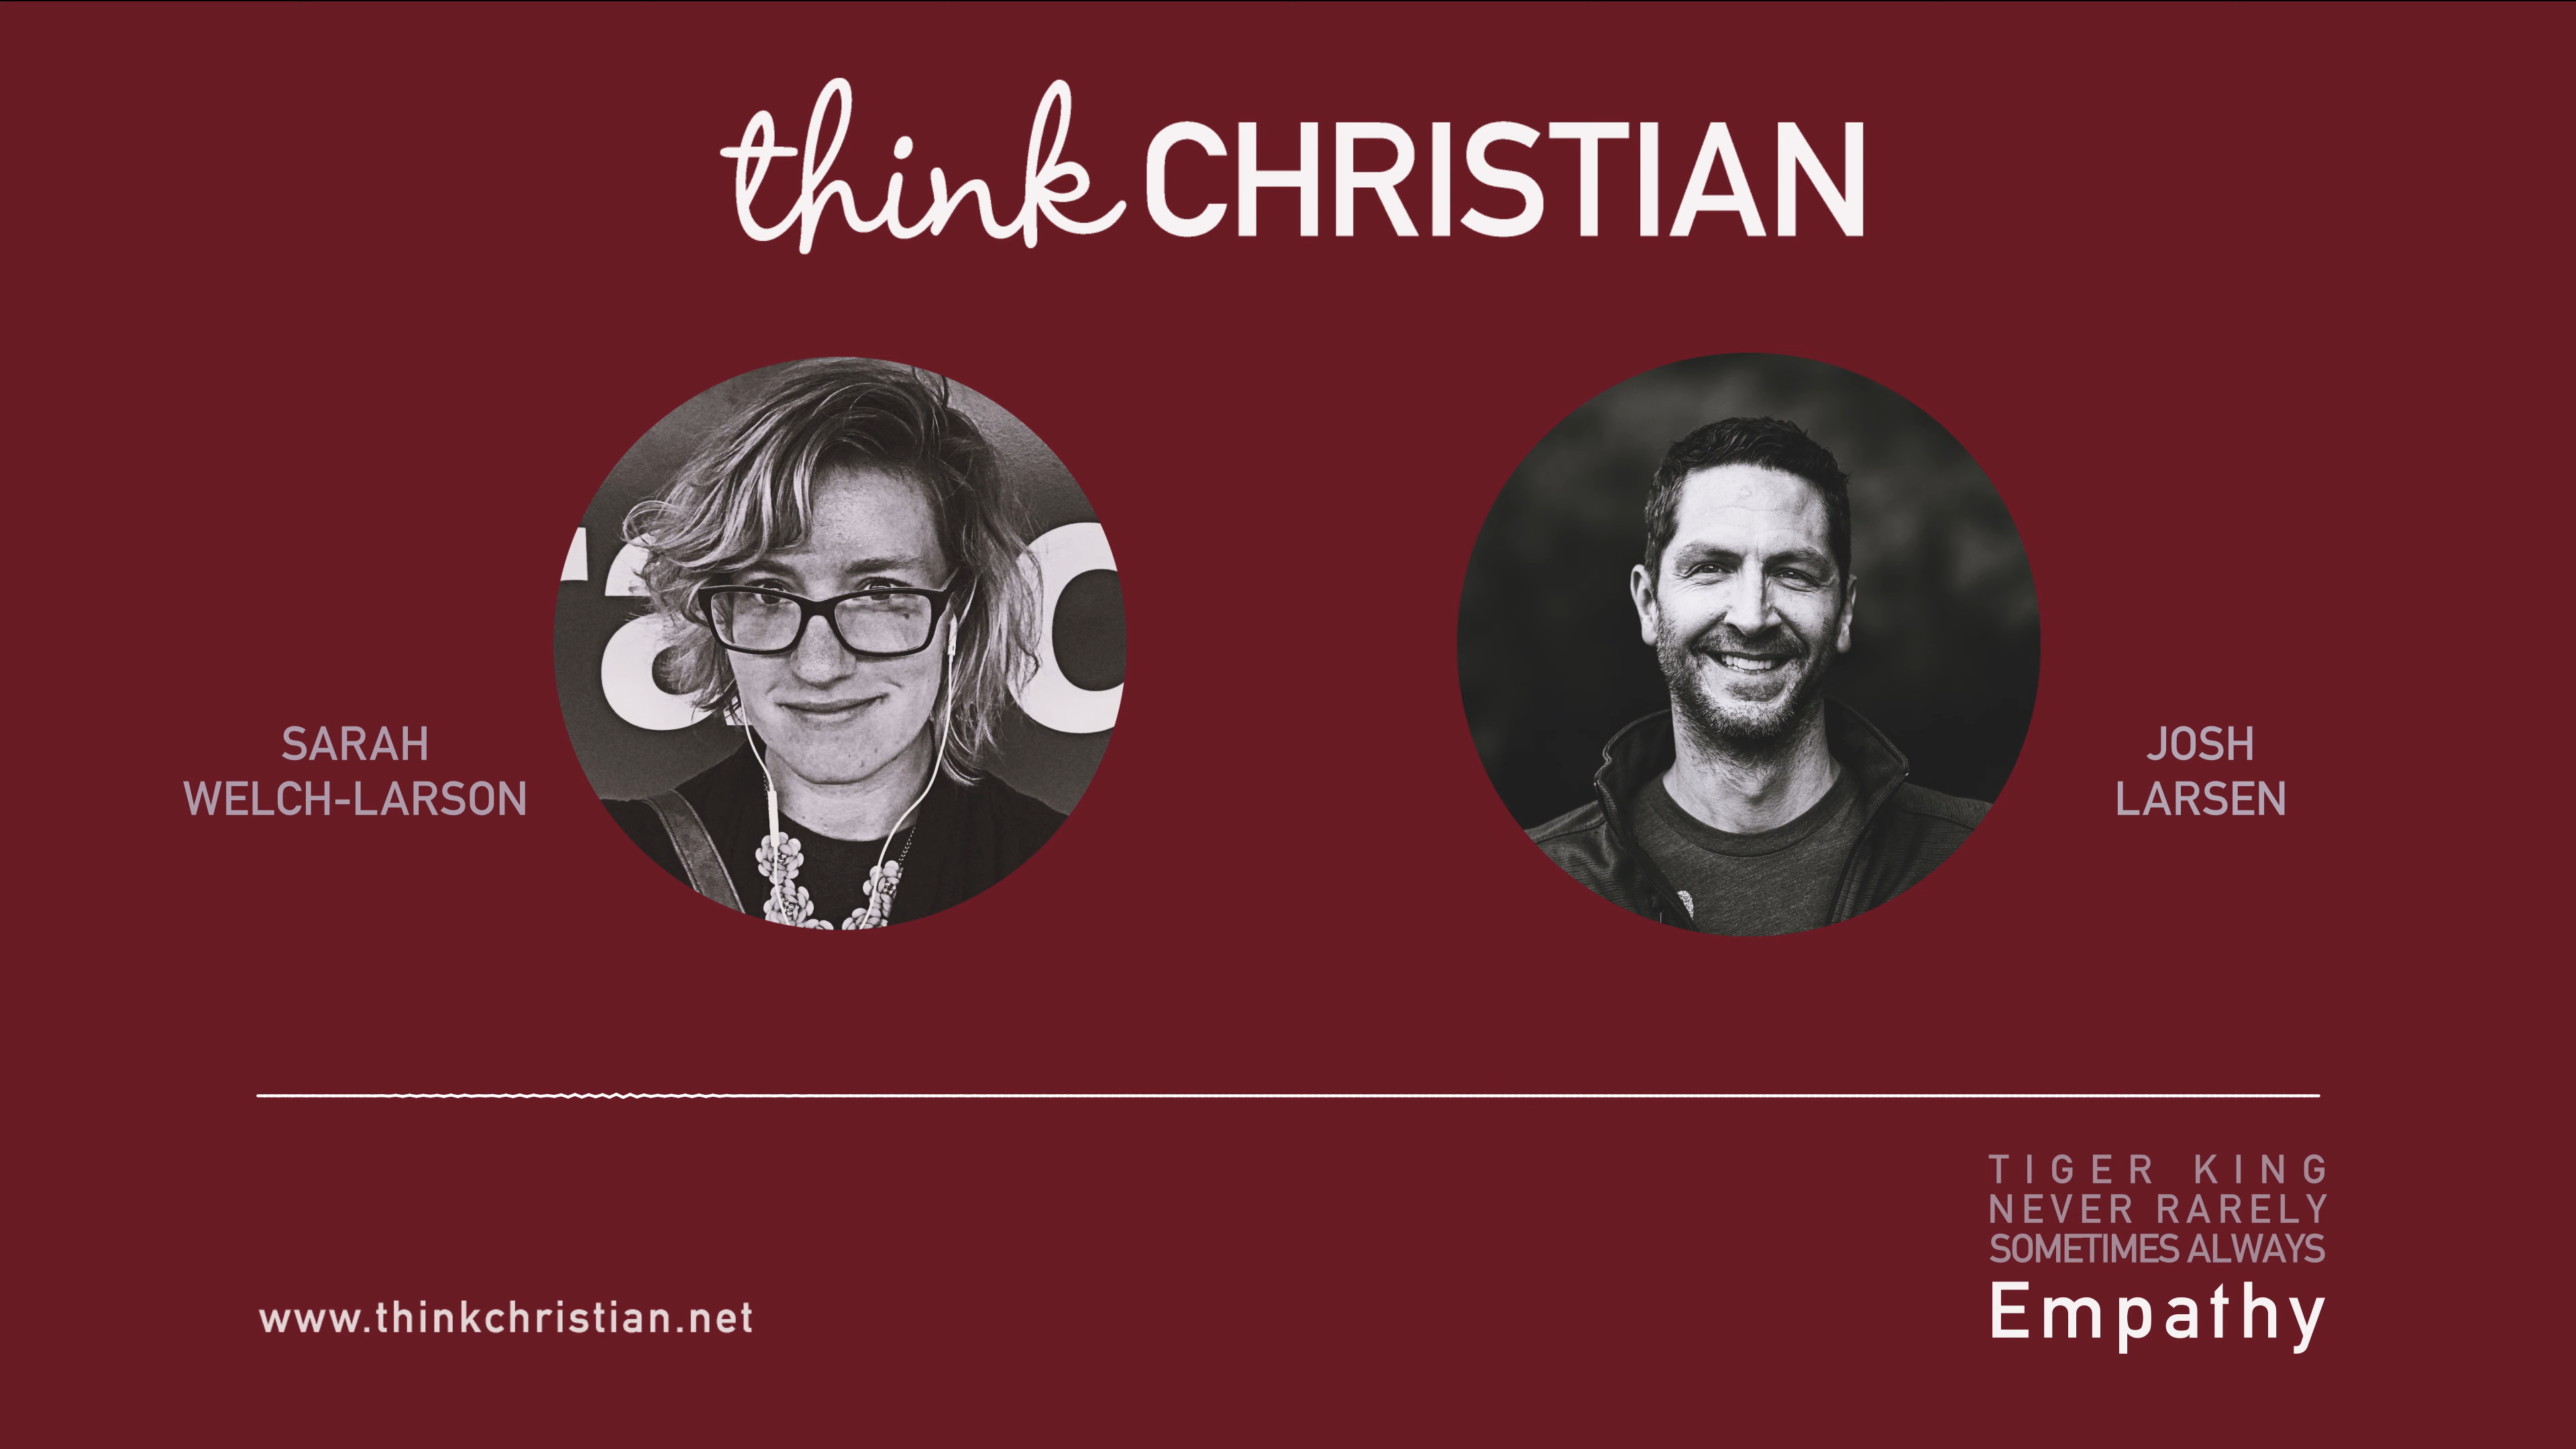 think CHRISTIAN
SARAH
WELCH-LARSON
JOSH
LARSEN
TIGER KING
NEVER RARELY
SOMETIMES ALWAYS
Empathy
www.thinkchristian.net